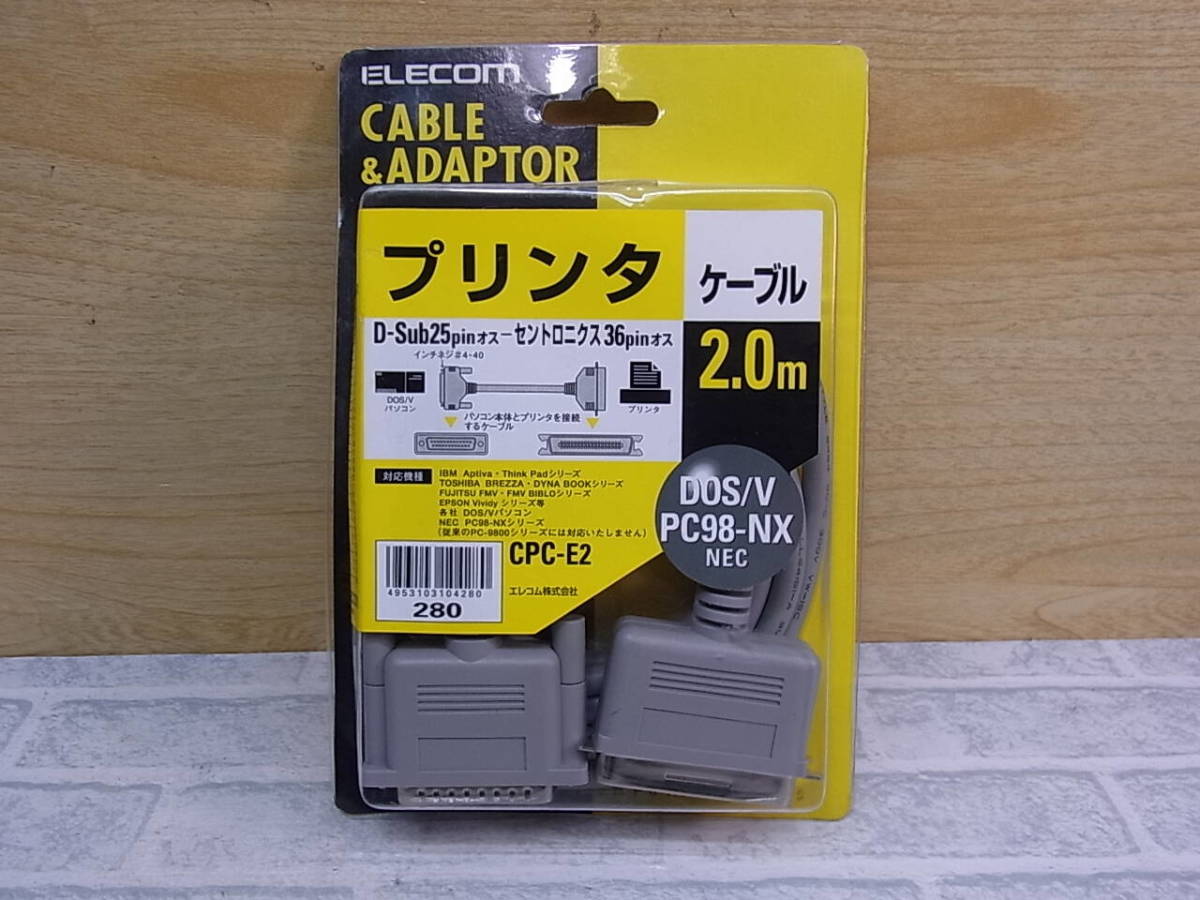 ELECOM
CABLE
&ADAPTOR
プリンタ
ケーブル
2.0m
D-Sub25pinオス－セントロニクス36pinオス
インチネジ#4-40
DOS/V
パソコン
プリンタ
パソコン本体とプリンタを接続
するケーブル
対応機種
IBM Aptiva・Think Padシリーズ
TOSHIBA BREZZA・DYNA BOOKシリーズ
FUJITSU FMV・FMV BIBLOシリーズ
EPSON Vividy シリーズ等
各社 DOS/Vパソコン
NEC PC98-NXシリーズ
(従来のPC-9800シリーズには対応いたしません)
DOS/V
PC98-NX
NEC
CPC-E2
4953103104280
280
エレコム株式会社